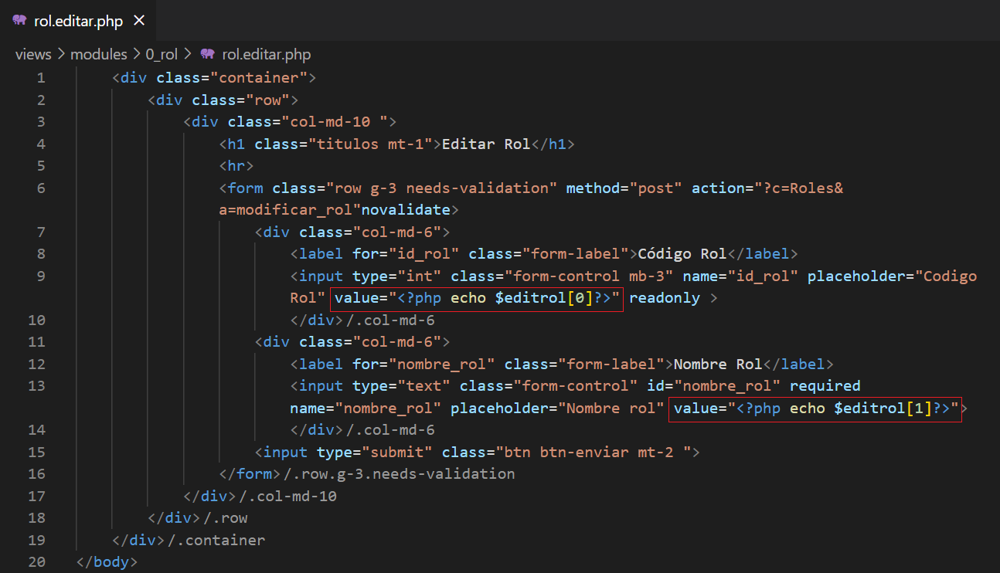 rol.editar.php ×
views > modules > 0_rol > rol.editar.php
1 <div class="container">
2 <div class="row">
3 <div class="col-md-10 ">
4 <h1 class="titulos mt-1">Editar Rol</h1>
5 <hr>
6 <form class="row g-3 needs-validation" method="post" action="?c=Roles&
a=modificar_rol"novalidate>
7 <div class="col-md-6">
8 <label for="id_rol" class="form-label">Código Rol</label>
9 <input type="int" class="form-control mb-3" name="id_rol" placeholder="Codigo
Rol" value="<?php echo $editrol[0]?>" readonly >
10 </div>/.col-md-6
11 <div class="col-md-6">
12 <label for="nombre_rol" class="form-label">Nombre Rol</label>
13 <input type="text" class="form-control" id="nombre_rol" required
name="nombre_rol" placeholder="Nombre rol" value="<?php echo $editrol[1]?>">
14 </div>/.col-md-6
15 <input type="submit" class="btn btn-enviar mt-2 ">
16 </form>/.row.g-3.needs-validation
17 </div>/.col-md-10
18 </div>/.row
19 </div>/.container
20 </body>